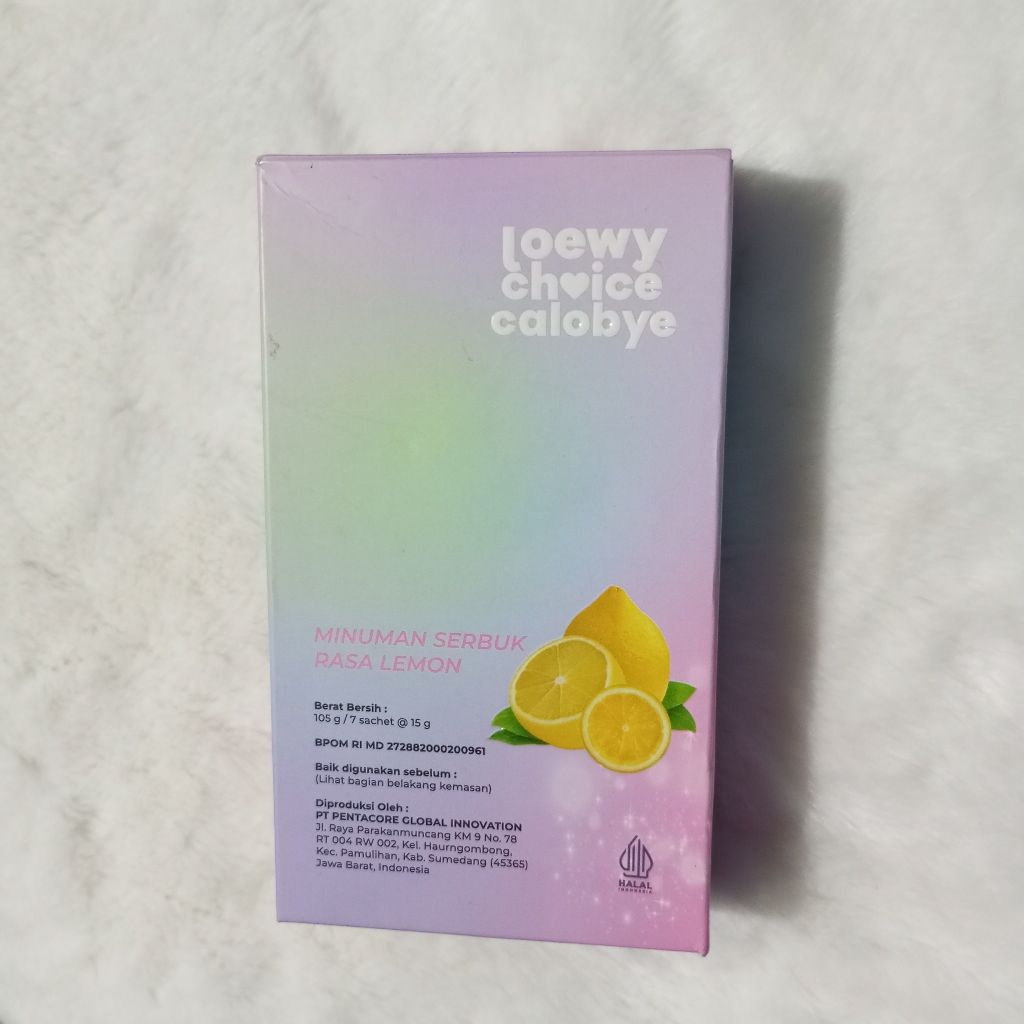 loewy
choice
calobye
MINUMAN SERBUK
RASA LEMON
Berat Bersih :
105 g / 7 sachet @ 15 g
BPOM RI MD 272882000200961
Baik digunakan sebelum :
(Lihat bagian belakang kemasan)
Diproduksi Oleh :
PT PENTACORE GLOBAL INNOVATION
Jl. Raya Parakanmuncang KM 9 No. 78
RT 004 RW 002, Kel. Haurngombong,
Kec. Pamulihan, Kab. Sumedang (45365)
Jawa Barat, Indonesia
HALAL
INDONESIA